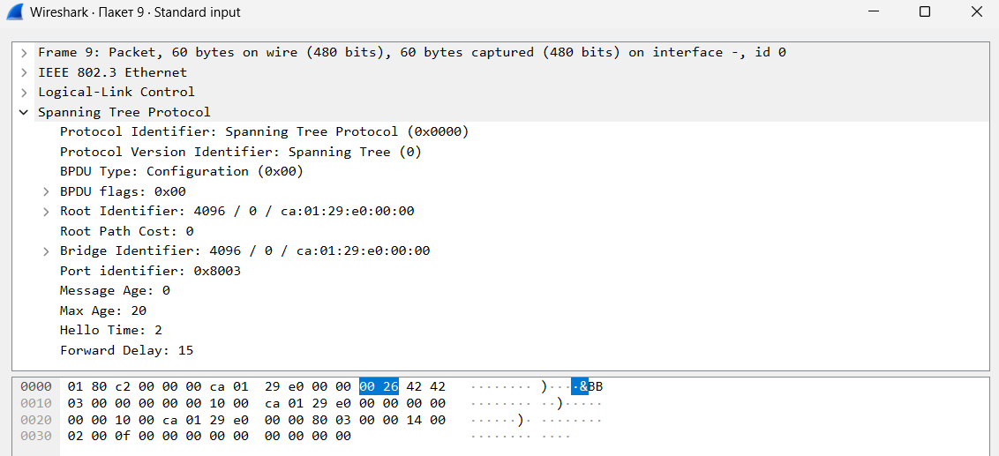 Wireshark · Пакет 9 · Standard input
Frame 9: Packet, 60 bytes on wire (480 bits), 60 bytes captured (480 bits) on interface -, id 0
IEEE 802.3 Ethernet
Logical-Link Control
Spanning Tree Protocol
Protocol Identifier: Spanning Tree Protocol (0x0000)
Protocol Version Identifier: Spanning Tree (0)
BPDU Type: Configuration (0x00)
BPDU flags: 0x00
Root Identifier: 4096 / 0 / ca:01:29:e0:00:00
Root Path Cost: 0
Bridge Identifier: 4096 / 0 / ca:01:29:e0:00:00
Port identifier: 0x8003
Message Age: 0
Max Age: 20
Hello Time: 2
Forward Delay: 15
0000 01 80 c2 00 00 00 ca 01 29 e0 00 00 00 26 42 42 ········ )····&BB
0010 03 00 00 00 00 00 10 00 ca 01 29 e0 00 00 00 00 ········ ··)·····
0020 00 00 10 00 ca 01 29 e0 00 00 80 03 00 00 14 00 ······)· ········
0030 02 00 0f 00 00 00 00 00 00 00 00 00 ········ ····